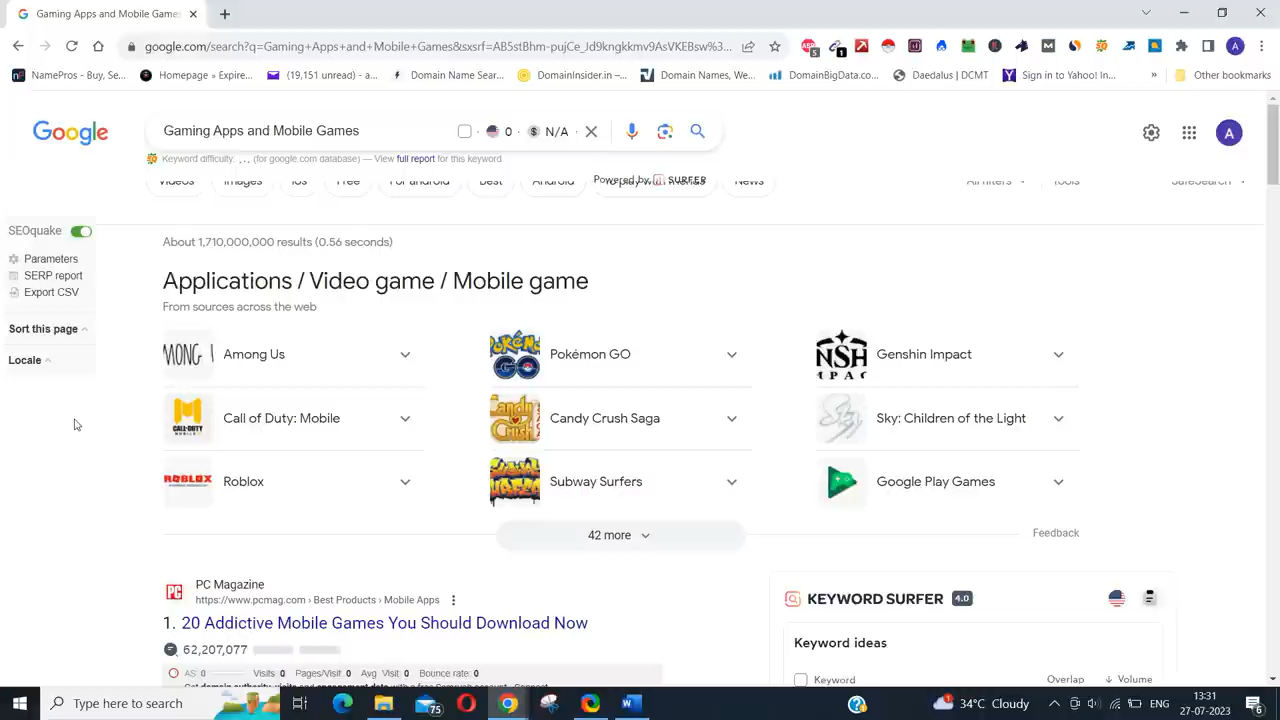 Gaming Apps and Mobile Games
google.com/search?q=Gaming+Apps+and+Mobile+Games&sxsrf=AB5stBhm-pujCe_Jd9kngkkmv9AsVKEBsw%3...
NamePros - Buy, Se...
Homepage » Expire...
(19,151 unread) - a...
Domain Name Sear...
DomainInsider.in -...
Domain Names, We...
DomainBigData.co...
Daedalus | DCMT
Sign in to Yahoo! In...
»
Other bookmarks
Google
Gaming Apps and Mobile Games
0 ·
N/A ·
A
Keyword difficulty: (for google.com database) — View full report for this keyword
Powered by SURFER
Videos
Images
Ios
Free
For android
Best
Android
To play with friends
News
All filters
Tools
SafeSearch
SEOquake
Parameters
SERP report
Export CSV
Sort this page
Locale
About 1,710,000,000 results (0.56 seconds)
Applications / Video game / Mobile game
From sources across the web
Among Us
Pokémon GO
Genshin Impact
Call of Duty: Mobile
Candy Crush Saga
Sky: Children of the Light
Roblox
Subway Surfers
Google Play Games
42 more
Feedback
PC Magazine
https://www.pcmag.com › Best Products › Mobile Apps
1. 20 Addictive Mobile Games You Should Download Now
62,207,077
AS: 0
Visits: 0
Pages/Visit: 0
Avg. Visit: 0
Bounce rate: 0
KEYWORD SURFER 4.0
Keyword ideas
Keyword
Overlap
Volume
Type here to search
75
34°C Cloudy
ENG
13:31
27-07-2023
6